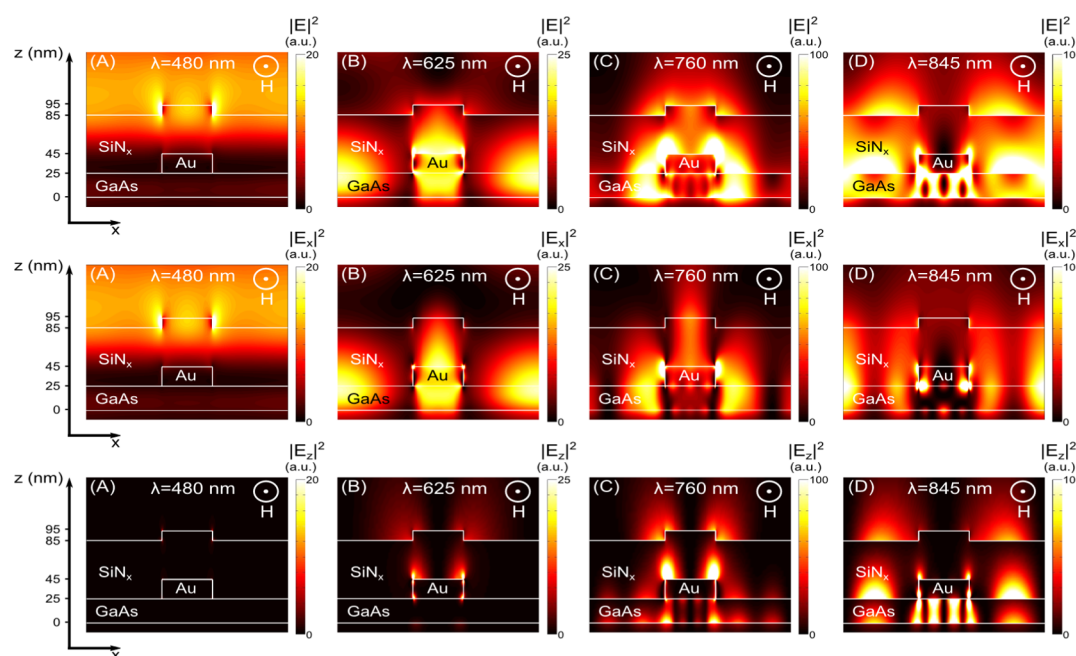 |E|² |E|² |E|² |E|²
z (nm) (a.u.) (a.u.) (a.u.) (a.u.)
(A) λ=480 nm 20 (B) λ=625 nm 25 (C) λ=760 nm 100 (D) λ=845 nm 10
H H H H
95
85
SiNₓ SiNₓ SiNₓ SiNₓ
45
Au Au Au Au
25
GaAs GaAs GaAs GaAs
0
0 0 0 0
x
|Eₓ|² |Eₓ|² |Eₓ|² |Eₓ|²
z (nm) (a.u.) (a.u.) (a.u.) (a.u.)
(A) λ=480 nm 20 (B) λ=625 nm 25 (C) λ=760 nm 100 (D) λ=845 nm 10
H H H H
95
85
SiNₓ SiNₓ SiNₓ SiNₓ
45
Au Au Au Au
25
GaAs GaAs GaAs GaAs
0
0 0 0 0
x
|E_z|² |E_z|² |E_z|² |E_z|²
z (nm) (a.u.) (a.u.) (a.u.) (a.u.)
(A) λ=480 nm 20 (B) λ=625 nm 25 (C) λ=760 nm 100 (D) λ=845 nm 10
H H H H
95
85
SiNₓ SiNₓ SiNₓ SiNₓ
45
Au Au Au Au
25
GaAs GaAs GaAs GaAs
0
0 0 0 0
x